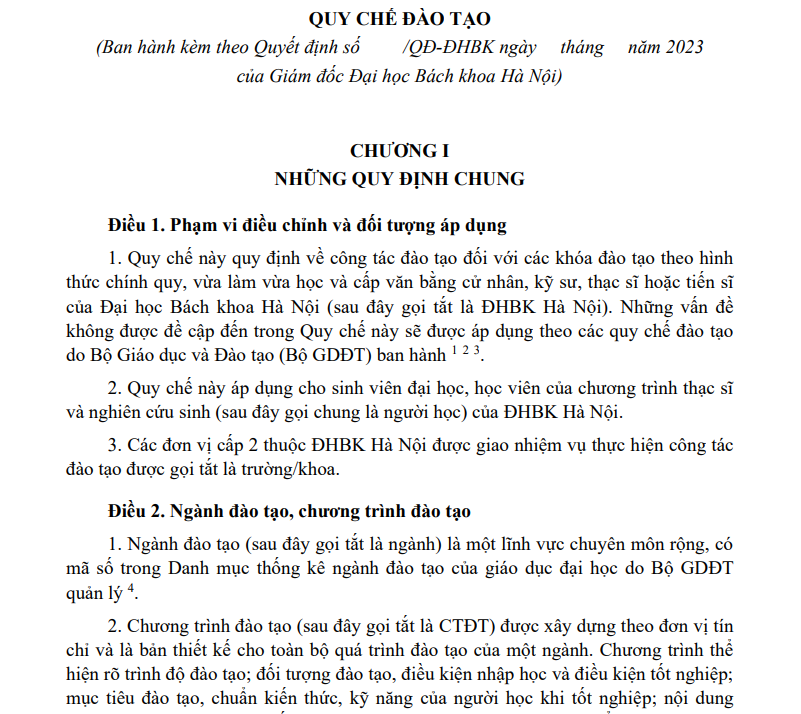 QUY CHẾ ĐÀO TẠO
(Ban hành kèm theo Quyết định số /QĐ-ĐHBK ngày tháng năm 2023
của Giám đốc Đại học Bách khoa Hà Nội)
CHƯƠNG I
NHỮNG QUY ĐỊNH CHUNG
Điều 1. Phạm vi điều chỉnh và đối tượng áp dụng
1. Quy chế này quy định về công tác đào tạo đối với các khóa đào tạo theo hình
thức chính quy, vừa làm vừa học và cấp văn bằng cử nhân, kỹ sư, thạc sĩ hoặc tiến sĩ
của Đại học Bách khoa Hà Nội (sau đây gọi tắt là ĐHBK Hà Nội). Những vấn đề
không được đề cập đến trong Quy chế này sẽ được áp dụng theo các quy chế đào tạo
do Bộ Giáo dục và Đào tạo (Bộ GDĐT) ban hành 1 2 3.
2. Quy chế này áp dụng cho sinh viên đại học, học viên của chương trình thạc sĩ
và nghiên cứu sinh (sau đây gọi chung là người học) của ĐHBK Hà Nội.
3. Các đơn vị cấp 2 thuộc ĐHBK Hà Nội được giao nhiệm vụ thực hiện công tác
đào tạo được gọi tắt là trường/khoa.
Điều 2. Ngành đào tạo, chương trình đào tạo
1. Ngành đào tạo (sau đây gọi tắt là ngành) là một lĩnh vực chuyên môn rộng, có
mã số trong Danh mục thống kê ngành đào tạo của giáo dục đại học do Bộ GDĐT
quản lý 4.
2. Chương trình đào tạo (sau đây gọi tắt là CTĐT) được xây dựng theo đơn vị tín
chỉ và là bản thiết kế cho toàn bộ quá trình đào tạo của một ngành. Chương trình thể
hiện rõ trình độ đào tạo; đối tượng đào tạo, điều kiện nhập học và điều kiện tốt nghiệp;
mục tiêu đào tạo, chuẩn kiến thức, kỹ năng của người học khi tốt nghiệp; nội dung